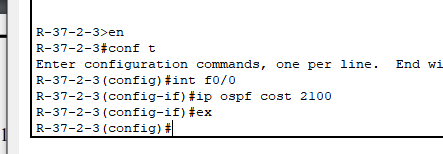 R-37-2-3>en
R-37-2-3#conf t
Enter configuration commands, one per line.  End wi
R-37-2-3(config)#int f0/0
R-37-2-3(config-if)#ip ospf cost 2100
R-37-2-3(config-if)#ex
R-37-2-3(config)#
1